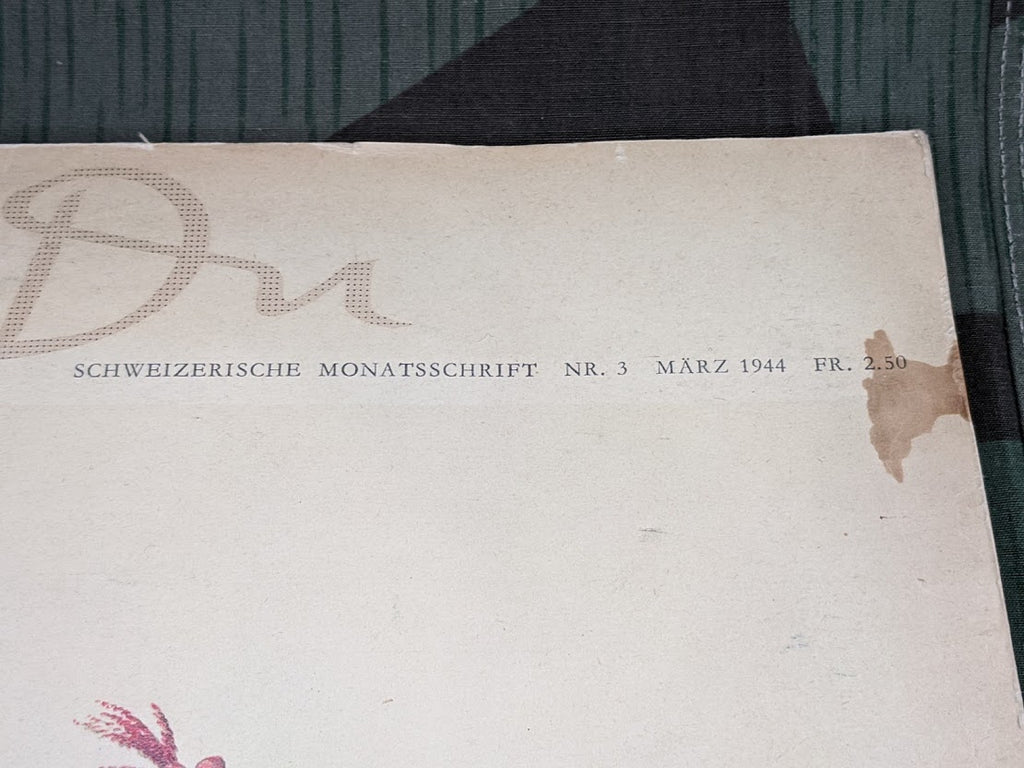 Du
SCHWEIZERISCHE MONATSSCHRIFT NR. 3 MÄRZ 1944 FR. 2.50